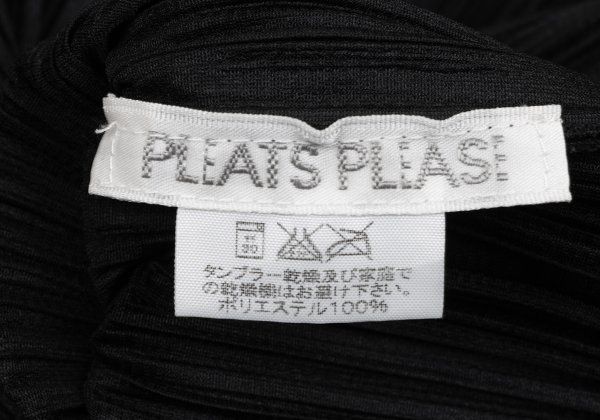 PLEATS PLEASE
タンブラー乾燥及び家庭で
の乾燥機はお避け下さい。
ポリエステル100%